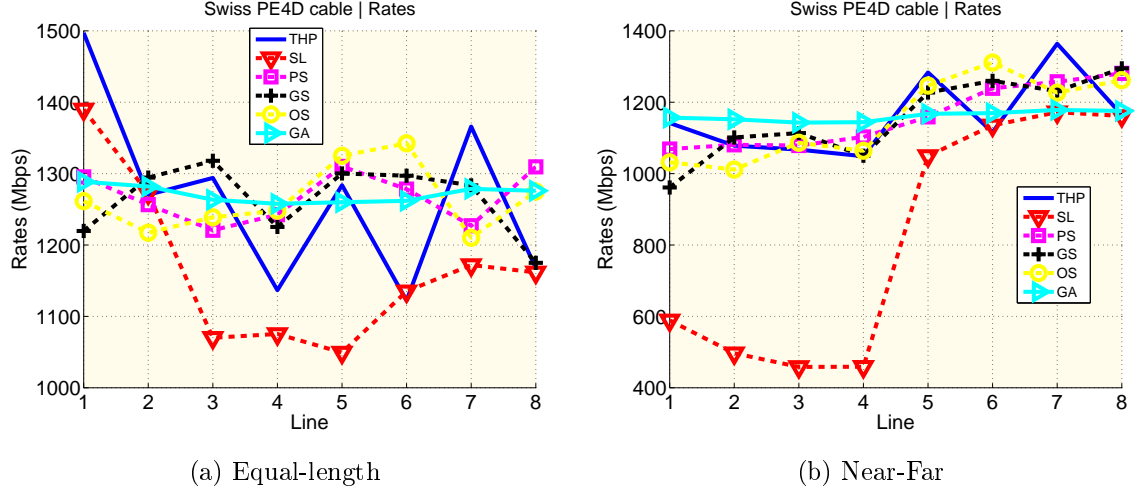 Swiss PE4D cable | Rates
1500
1400
1300
1200
1100
1000
Rates (Mbps)
1 2 3 4 5 6 7 8
Line
THP
SL
PS
GS
OS
GA
(a) Equal-length
Swiss PE4D cable | Rates
1400
1200
1000
800
600
400
Rates (Mbps)
1 2 3 4 5 6 7 8
Line
THP
SL
PS
GS
OS
GA
(b) Near-Far